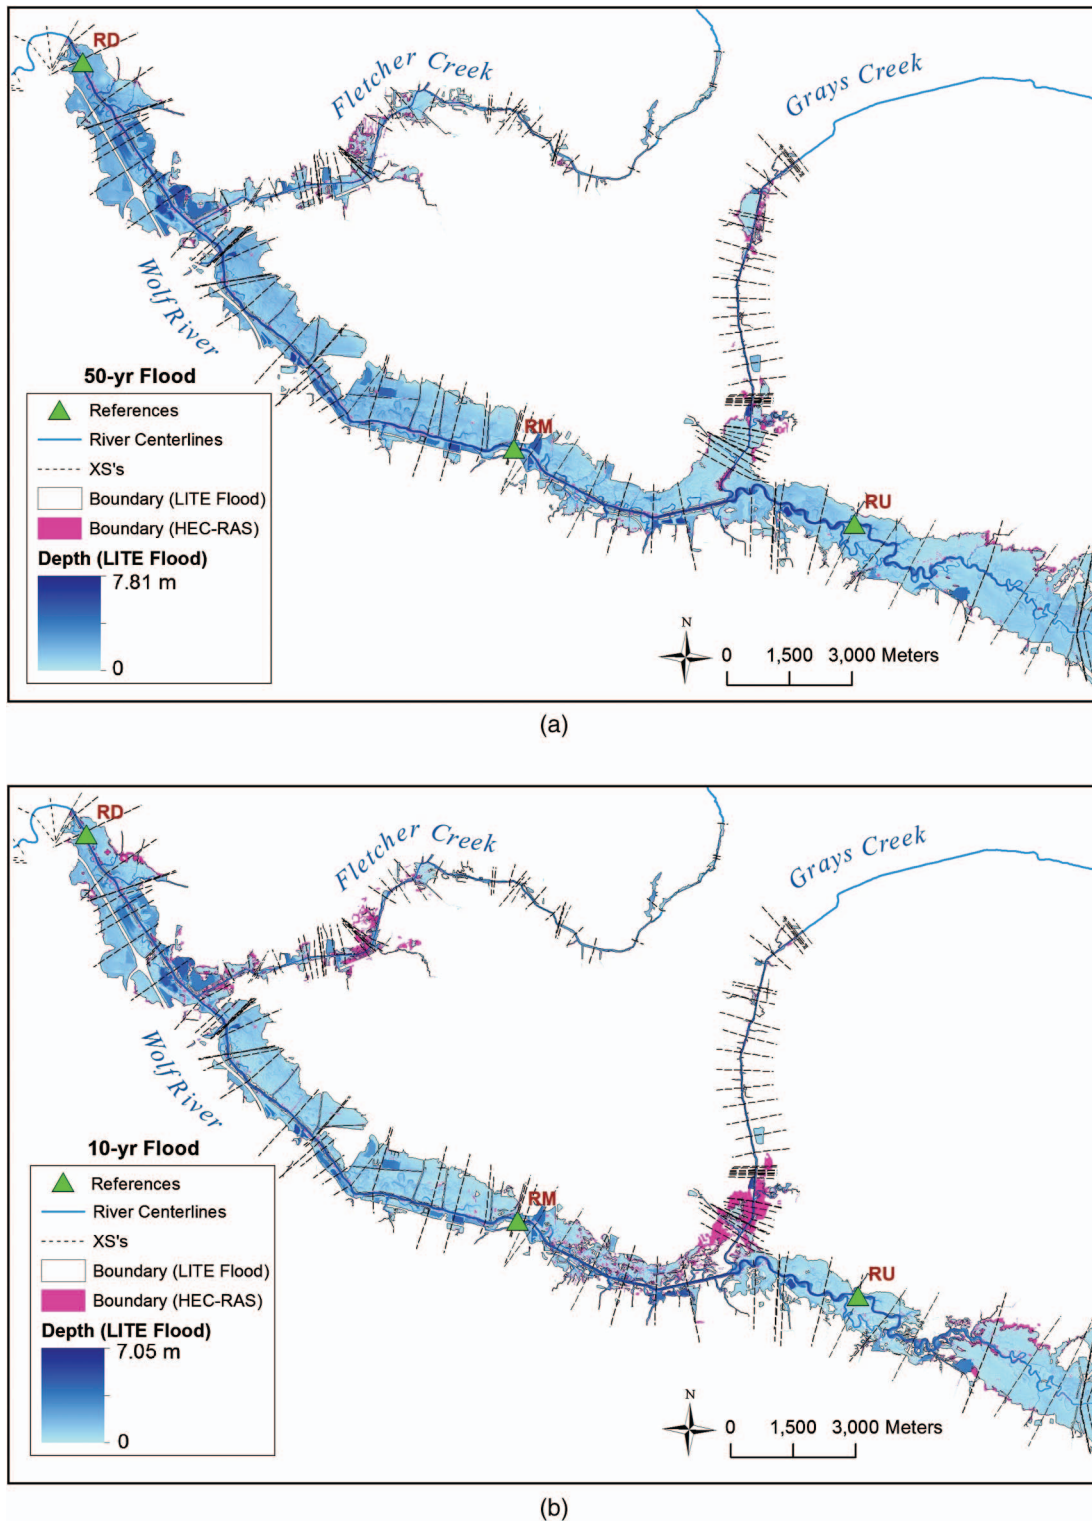 RD
Fletcher Creek
Grays Creek
Wolf River
50-yr Flood
References
River Centerlines
XS's
Boundary (LITE Flood)
Boundary (HEC-RAS)
Depth (LITE Flood)
7.81 m
0
RM
RU
N
0 1,500 3,000 Meters
(a)
RD
Fletcher Creek
Grays Creek
Wolf River
10-yr Flood
References
River Centerlines
XS's
Boundary (LITE Flood)
Boundary (HEC-RAS)
Depth (LITE Flood)
7.05 m
0
RM
RU
N
0 1,500 3,000 Meters
(b)